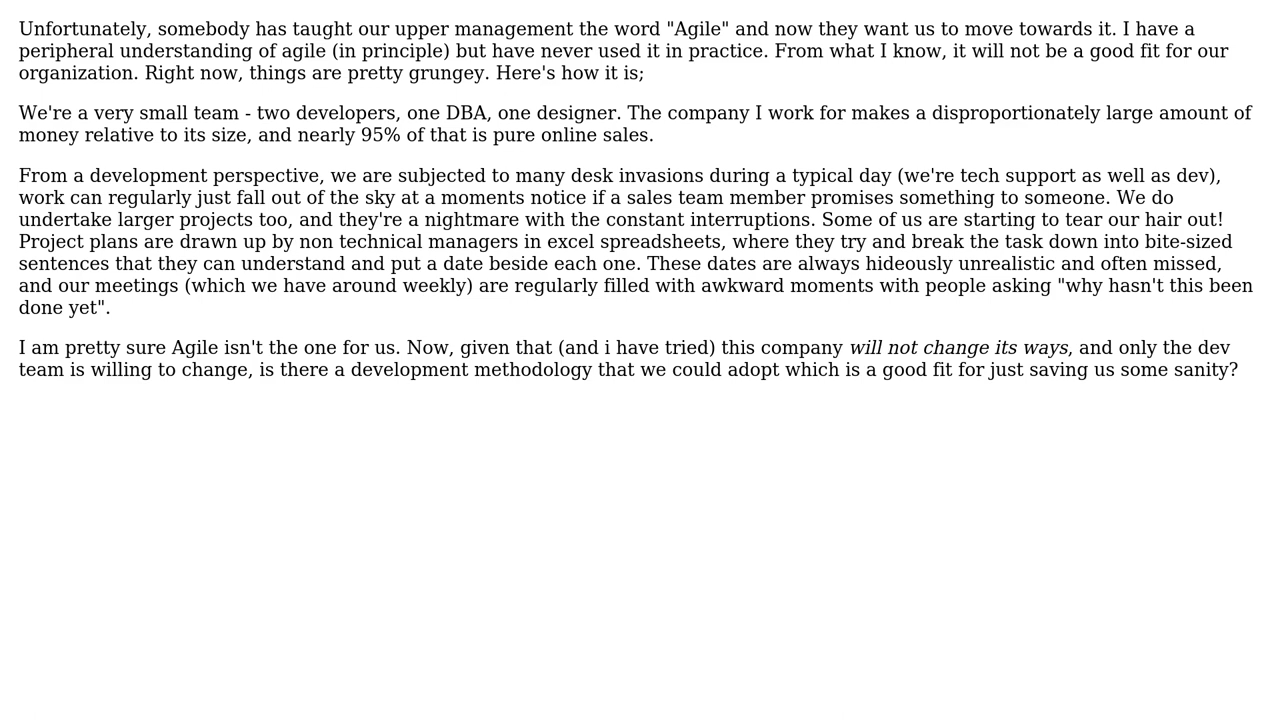 Unfortunately, somebody has taught our upper management the word "Agile" and now they want us to move towards it. I have a
peripheral understanding of agile (in principle) but have never used it in practice. From what I know, it will not be a good fit for our
organization. Right now, things are pretty grungey. Here's how it is;
We're a very small team - two developers, one DBA, one designer. The company I work for makes a disproportionately large amount of
money relative to its size, and nearly 95% of that is pure online sales.
From a development perspective, we are subjected to many desk invasions during a typical day (we're tech support as well as dev),
work can regularly just fall out of the sky at a moments notice if a sales team member promises something to someone. We do
undertake larger projects too, and they're a nightmare with the constant interruptions. Some of us are starting to tear our hair out!
Project plans are drawn up by non technical managers in excel spreadsheets, where they try and break the task down into bite-sized
sentences that they can understand and put a date beside each one. These dates are always hideously unrealistic and often missed,
and our meetings (which we have around weekly) are regularly filled with awkward moments with people asking "why hasn't this been
done yet".
I am pretty sure Agile isn't the one for us. Now, given that (and i have tried) this company will not change its ways, and only the dev
team is willing to change, is there a development methodology that we could adopt which is a good fit for just saving us some sanity?